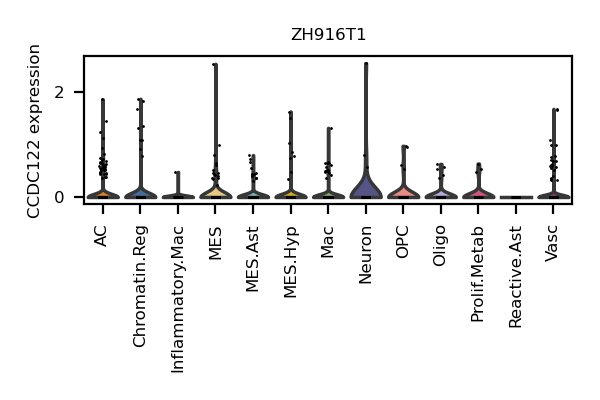 ZH916T1
CCDC122 expression
2
0
AC
Chromatin.Reg
Inflammatory.Mac
MES
MES.Ast
MES.Hyp
Mac
Neuron
OPC
Oligo
Prolif.Metab
Reactive.Ast
Vasc